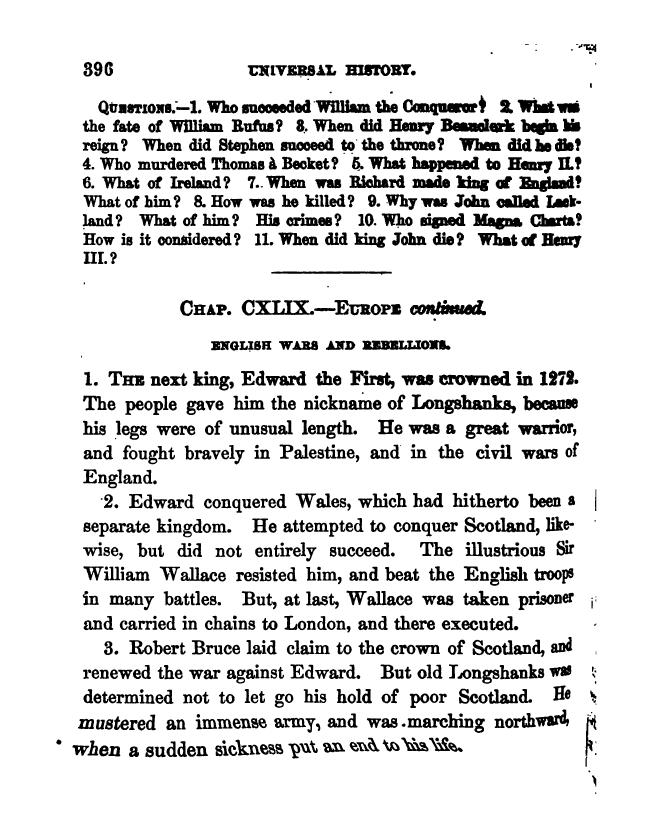 396 UNIVERSAL HISTORY.
QUESTIONS.—1. Who succeeded William the Conqueror? 2. What was
the fate of William Rufus? 3. When did Henry Beauclerk begin his
reign? When did Stephen succeed to the throne? When did he die?
4. Who murdered Thomas à Becket? 5. What happened to Henry II.?
6. What of Ireland? 7. When was Richard made king of England?
What of him? 8. How was he killed? 9. Why was John called Lack-
land? What of him? His crimes? 10. Who signed Magna Charta?
How is it considered? 11. When did king John die? What of Henry
III.?
CHAP. CXLIX.—EUROPE continued.
ENGLISH WARS AND REBELLIONS.
1. THE next king, Edward the First, was crowned in 1272.
The people gave him the nickname of Longshanks, because
his legs were of unusual length. He was a great warrior,
and fought bravely in Palestine, and in the civil wars of
England.
2. Edward conquered Wales, which had hitherto been a
separate kingdom. He attempted to conquer Scotland, like-
wise, but did not entirely succeed. The illustrious Sir
William Wallace resisted him, and beat the English troops
in many battles. But, at last, Wallace was taken prisoner
and carried in chains to London, and there executed.
3. Robert Bruce laid claim to the crown of Scotland, and
renewed the war against Edward. But old Longshanks was
determined not to let go his hold of poor Scotland. He
mustered an immense army, and was marching northward,
when a sudden sickness put an end to his life.